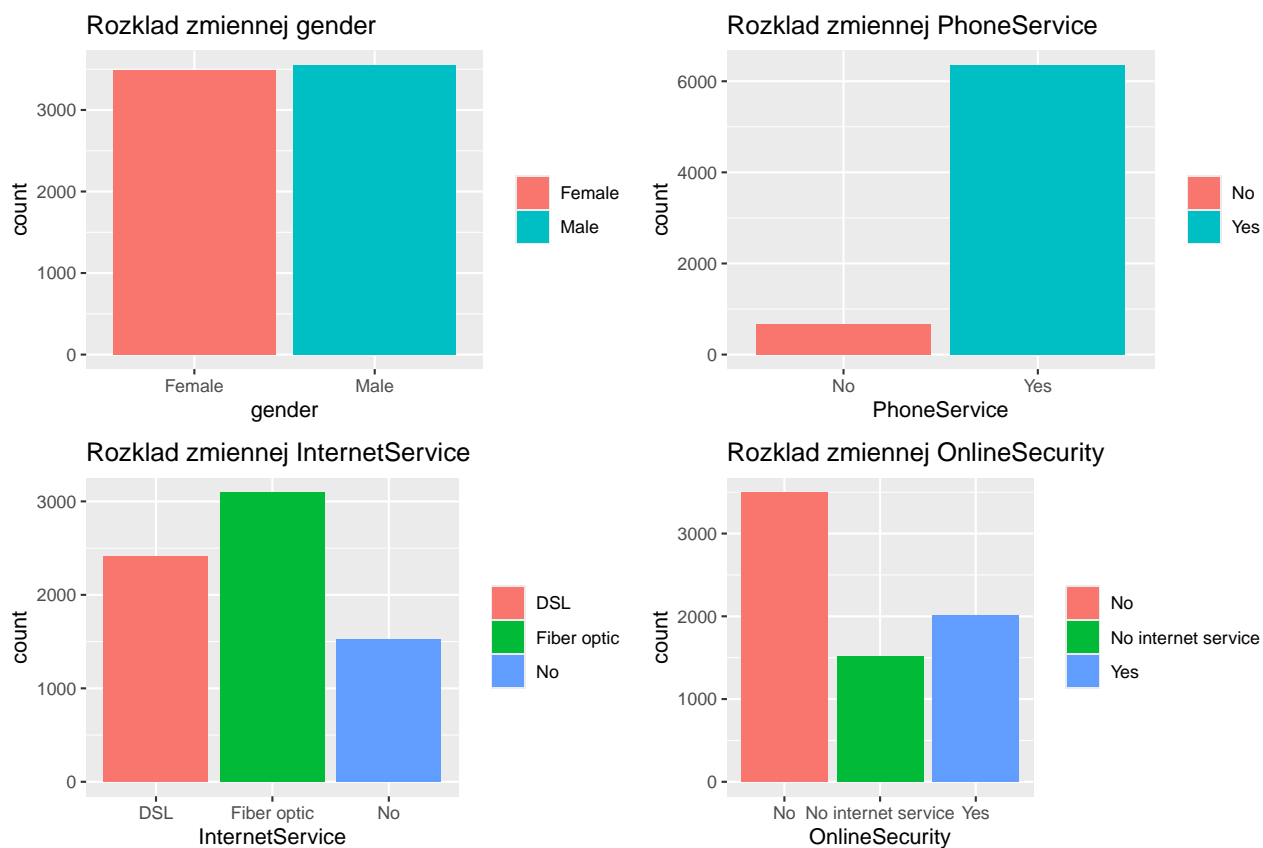 Rozklad zmiennej gender
3000
2000
1000
0
count
Female
Male
gender
Female
Male
Rozklad zmiennej PhoneService
6000
4000
2000
0
count
No
Yes
PhoneService
No
Yes
Rozklad zmiennej InternetService
3000
2000
1000
0
count
DSL
Fiber optic
No
InternetService
DSL
Fiber optic
No
Rozklad zmiennej OnlineSecurity
3000
2000
1000
0
count
No
No internet service
Yes
OnlineSecurity
No
No internet service
Yes